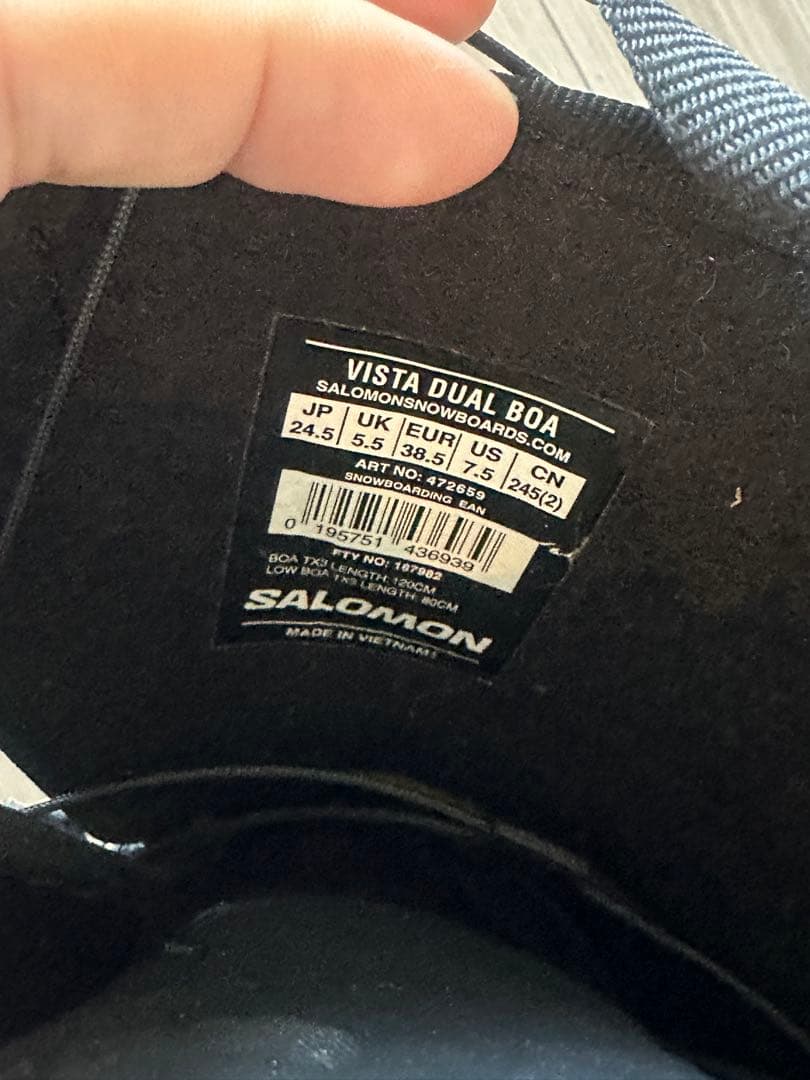 VISTA DUAL BOA
SALOMONSNOWBOARDS.COM
JP UK EUR US CN
24.5 5.5 38.5 7.5 245(2)
ART NO: 472659
SNOWBOARDING EAN
0 195751 436939
FTY NO: 167982
BOA TX3 LENGTH: 120CM
LOW BOA TX3 LENGTH: 80CM
SALOMON
MADE IN VIETNAM